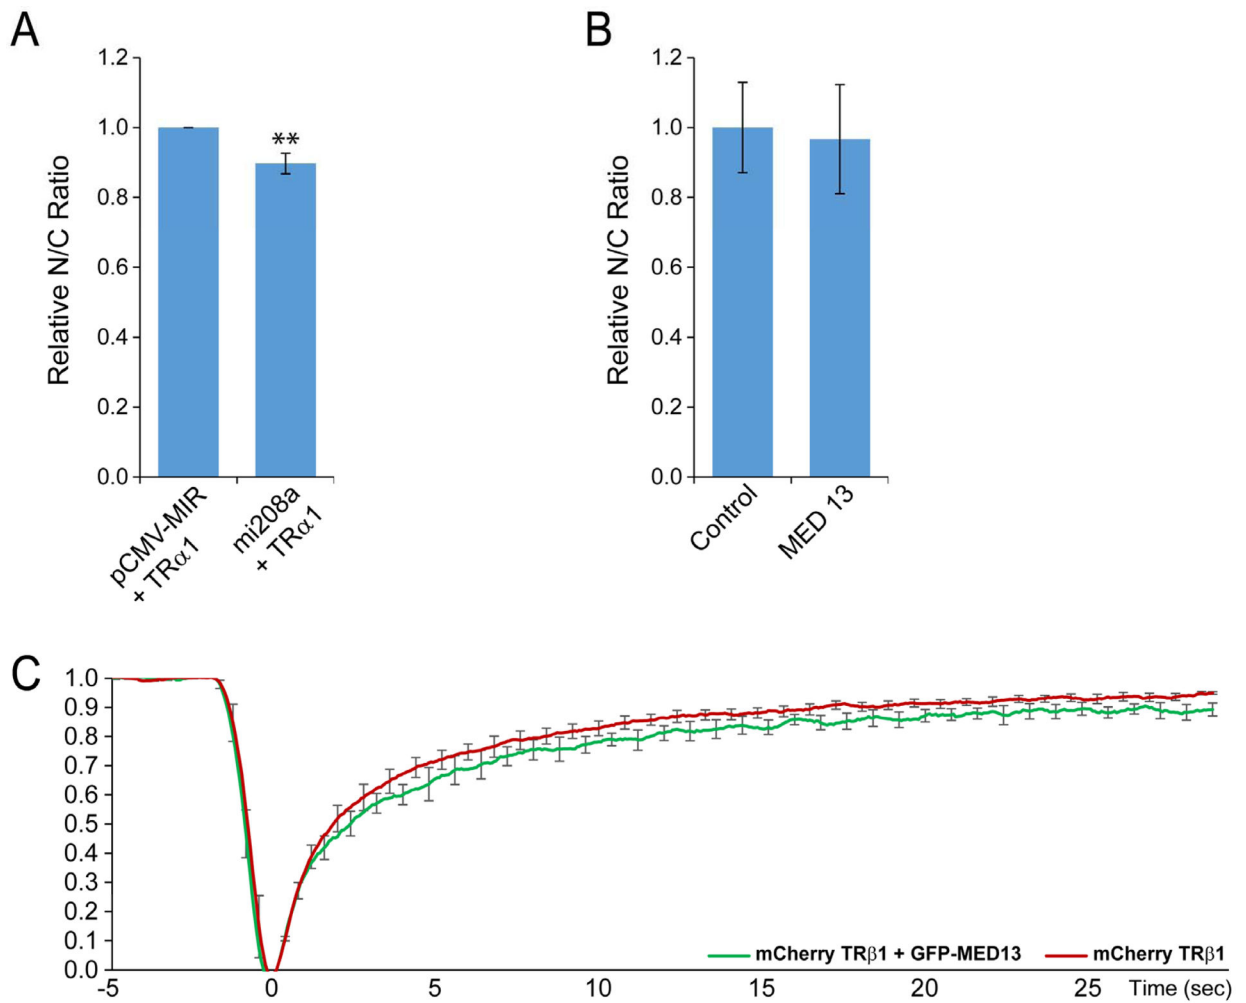 A
B
1.2
1.0
0.8
0.6
0.4
0.2
0.0
Relative N/C Ratio
**
pCMV-MIR
+ TRα1
mi208a
+ TRα1
1.2
1.0
0.8
0.6
0.4
0.2
0.0
Relative N/C Ratio
Control
MED 13
C
1.0
0.9
0.8
0.7
0.6
0.5
0.4
0.3
0.2
0.1
0.0
mCherry TRβ1 + GFP-MED13 mCherry TRβ1
-5 0 5 10 15 20 25 Time (sec)